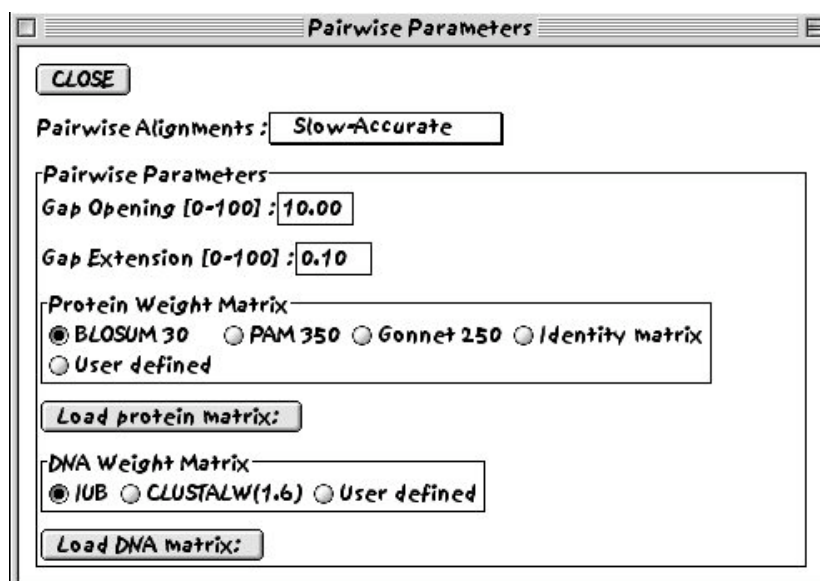 Pairwise Parameters
CLOSE
Pairwise Alignments : Slow-Accurate
Pairwise Parameters
Gap Opening [0-100] : 10.00
Gap Extension [0-100] : 0.10
Protein Weight Matrix
BLOSUM 30 PAM 350 Gonnet 250 Identity matrix
User defined
Load protein matrix:
DNA Weight Matrix
IUB CLUSTALW(1.6) User defined
Load DNA matrix: